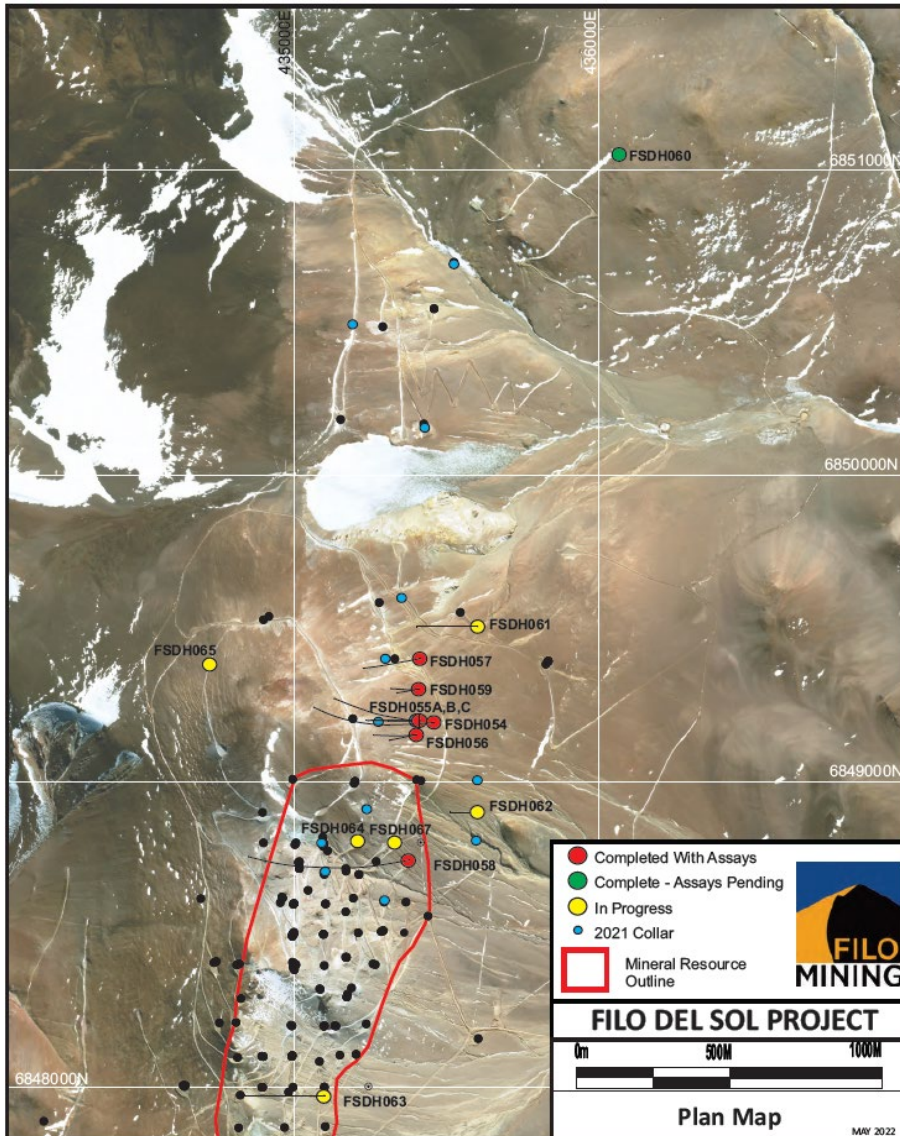 435000E
436000E
FSDH060
6851000N
6850000N
FSDH061
FSDH065
FSDH057
FSDH059
FSDH055A,B,C
FSDH054
FSDH056
6849000N
FSDH062
FSDH064
FSDH067
FSDH058
Completed With Assays
Complete - Assays Pending
In Progress
2021 Collar
Mineral Resource
Outline
FILO
MINING
FILO DEL SOL PROJECT
0m
500M
1000M
6848000N
FSDH063
Plan Map
MAY 2022